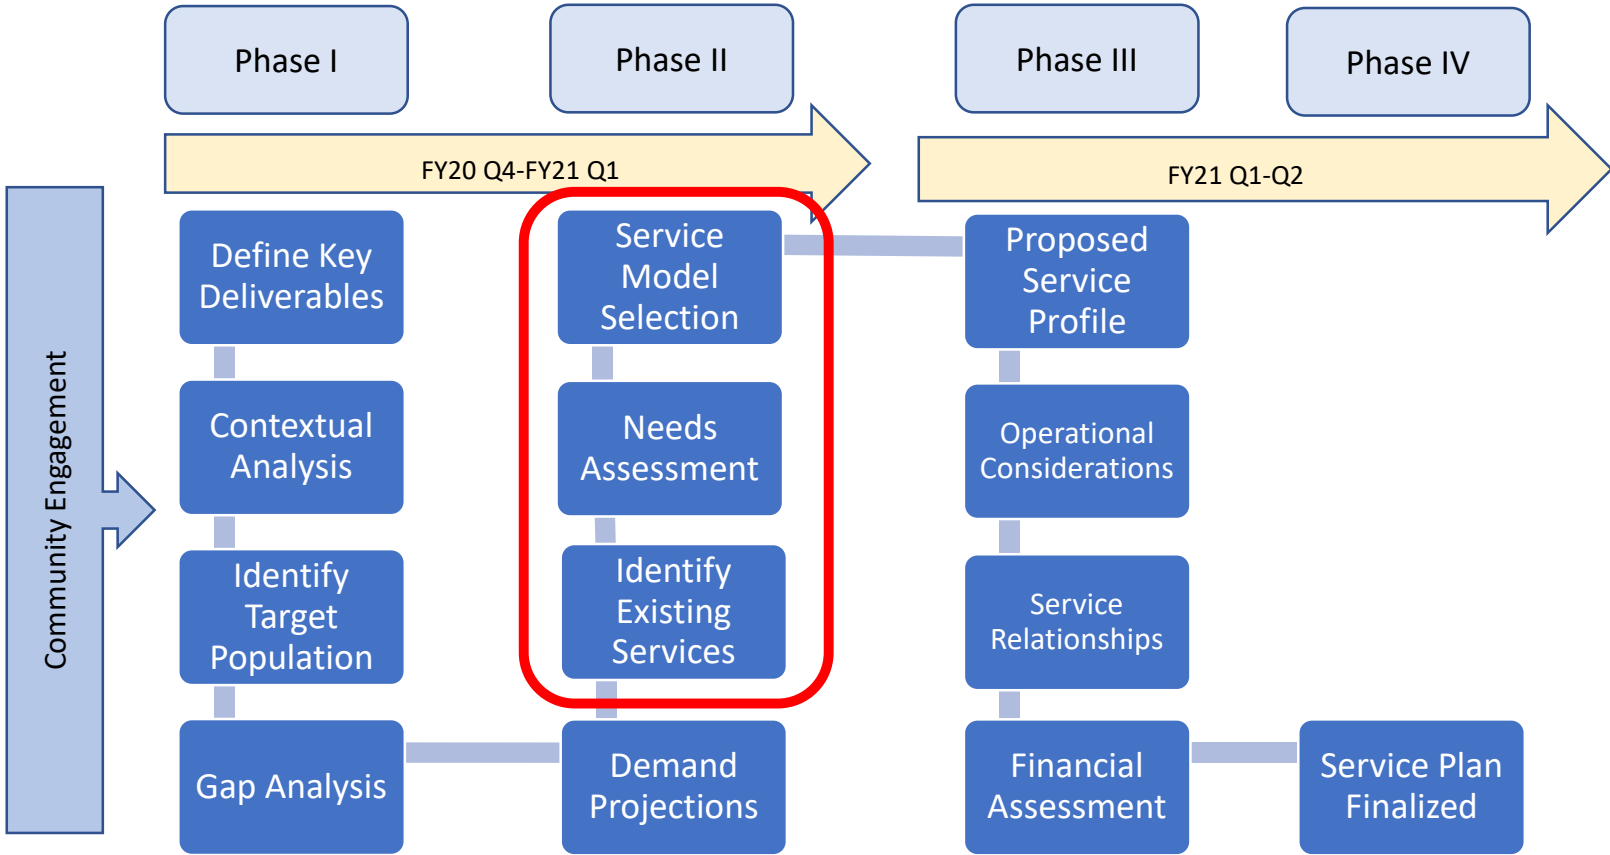 Phase I
Phase II
Phase III
Phase IV
FY20 Q4-FY21 Q1
FY21 Q1-Q2
Community Engagement
Define Key
Deliverables
Contextual
Analysis
Identify
Target
Population
Gap Analysis
Service
Model
Selection
Needs
Assessment
Identify
Existing
Services
Demand
Projections
Proposed
Service
Profile
Operational
Considerations
Service
Relationships
Financial
Assessment
Service Plan
Finalized